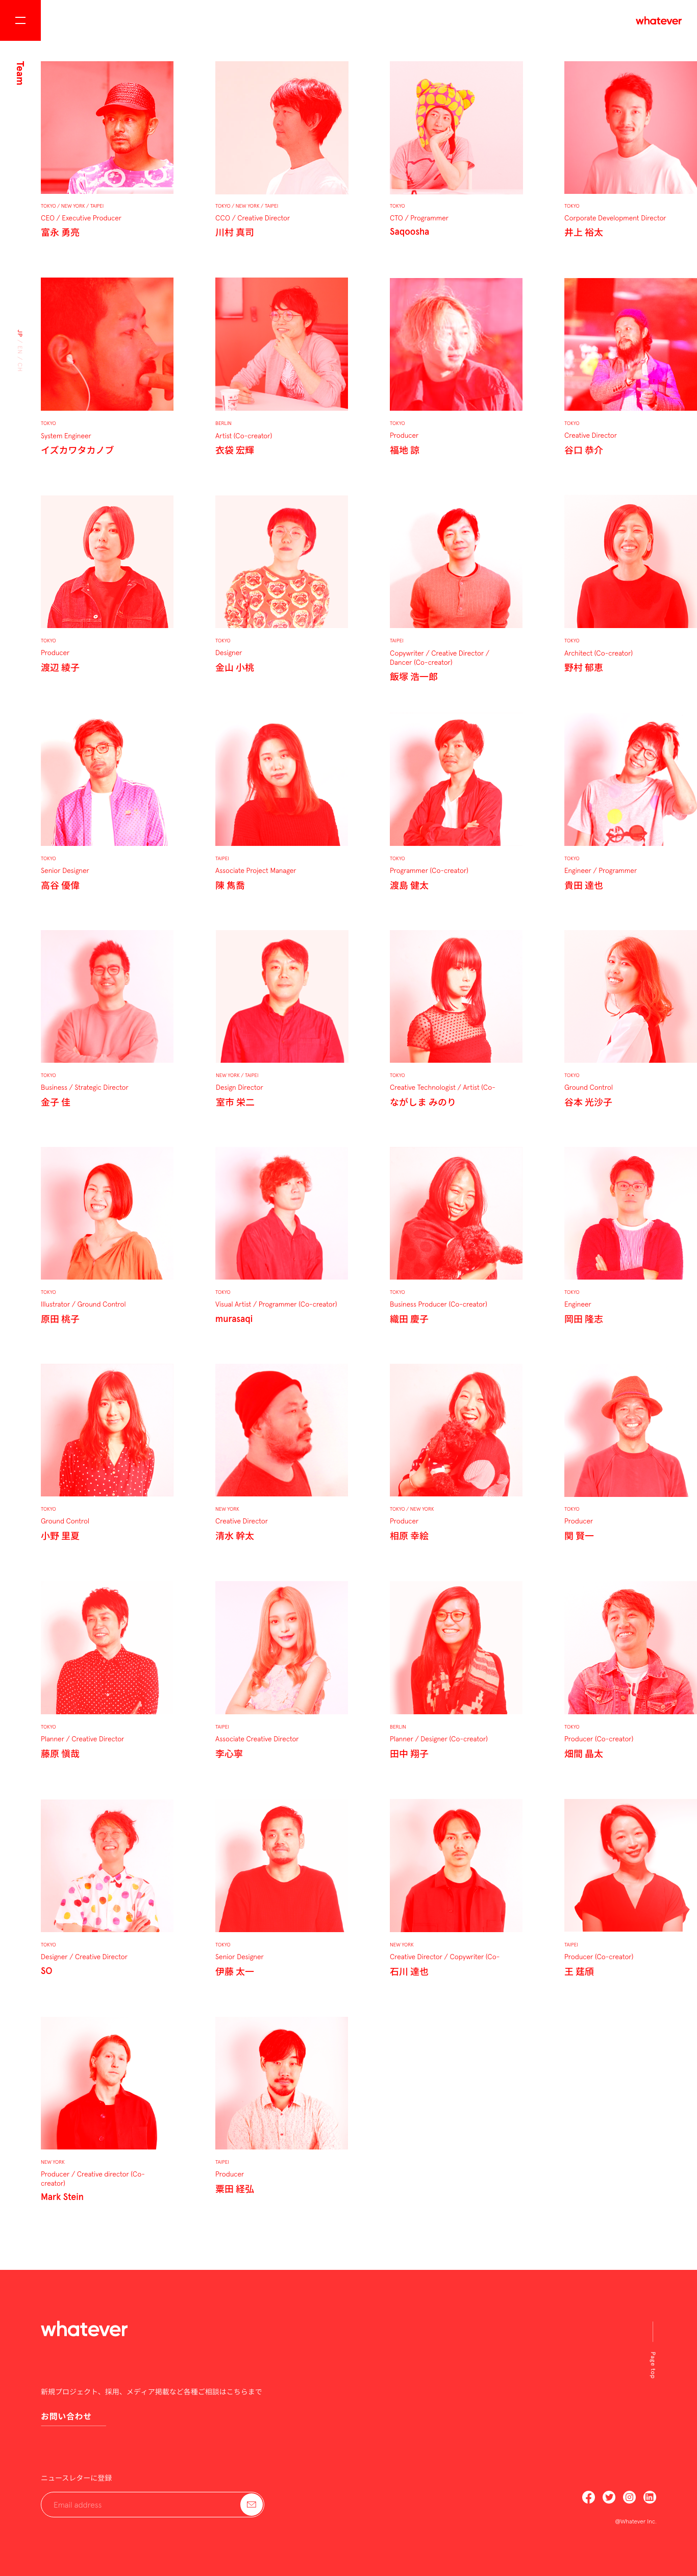 whatever
Team
TOKYO / NEW YORK / TAIPEI
CEO / Executive Producer
富永 勇亮
TOKYO / NEW YORK / TAIPEI
CCO / Creative Director
川村 真司
TOKYO
CTO / Programmer
Saqoosha
TOKYO
Corporate Development Director
井上 裕太
JP / EN / CH
TOKYO
System Engineer
イズカワタカノブ
BERLIN
Artist (Co-creator)
衣袋 宏輝
TOKYO
Producer
福地 諒
TOKYO
Creative Director
谷口 恭介
TOKYO
Producer
渡辺 綾子
TOKYO
Designer
金山 小桃
TAIPEI
Copywriter / Creative Director /
Dancer (Co-creator)
飯塚 浩一郎
TOKYO
Architect (Co-creator)
野村 郁恵
TOKYO
Senior Designer
高谷 優偉
TAIPEI
Associate Project Manager
陳 雋喬
TOKYO
Programmer (Co-creator)
渡島 健太
TOKYO
Engineer / Programmer
貴田 達也
TOKYO
Business / Strategic Director
金子 佳
NEW YORK / TAIPEI
Design Director
室市 栄二
TOKYO
Creative Technologist / Artist (Co-
ながしま みのり
TOKYO
Ground Control
谷本 光沙子
TOKYO
Illustrator / Ground Control
原田 桃子
TOKYO
Visual Artist / Programmer (Co-creator)
murasaqi
TOKYO
Business Producer (Co-creator)
織田 慶子
TOKYO
Engineer
岡田 隆志
TOKYO
Ground Control
小野 里夏
NEW YORK
Creative Director
清水 幹太
TOKYO / NEW YORK
Producer
相原 幸絵
TOKYO
Producer
関 賢一
TOKYO
Planner / Creative Director
藤原 愼哉
TAIPEI
Associate Creative Director
李心寧
BERLIN
Planner / Designer (Co-creator)
田中 翔子
TOKYO
Producer (Co-creator)
畑間 晶太
TOKYO
Designer / Creative Director
SO
TOKYO
Senior Designer
伊藤 太一
NEW YORK
Creative Director / Copywriter (Co-
石川 達也
TAIPEI
Producer (Co-creator)
王 莛頎
NEW YORK
Producer / Creative director (Co-
creator)
Mark Stein
TAIPEI
Producer
粟田 経弘
whatever
Page top
新規プロジェクト、採用、メディア掲載など各種ご相談はこちらまで
お問い合わせ
ニュースレターに登録
Email address
@Whatever Inc.